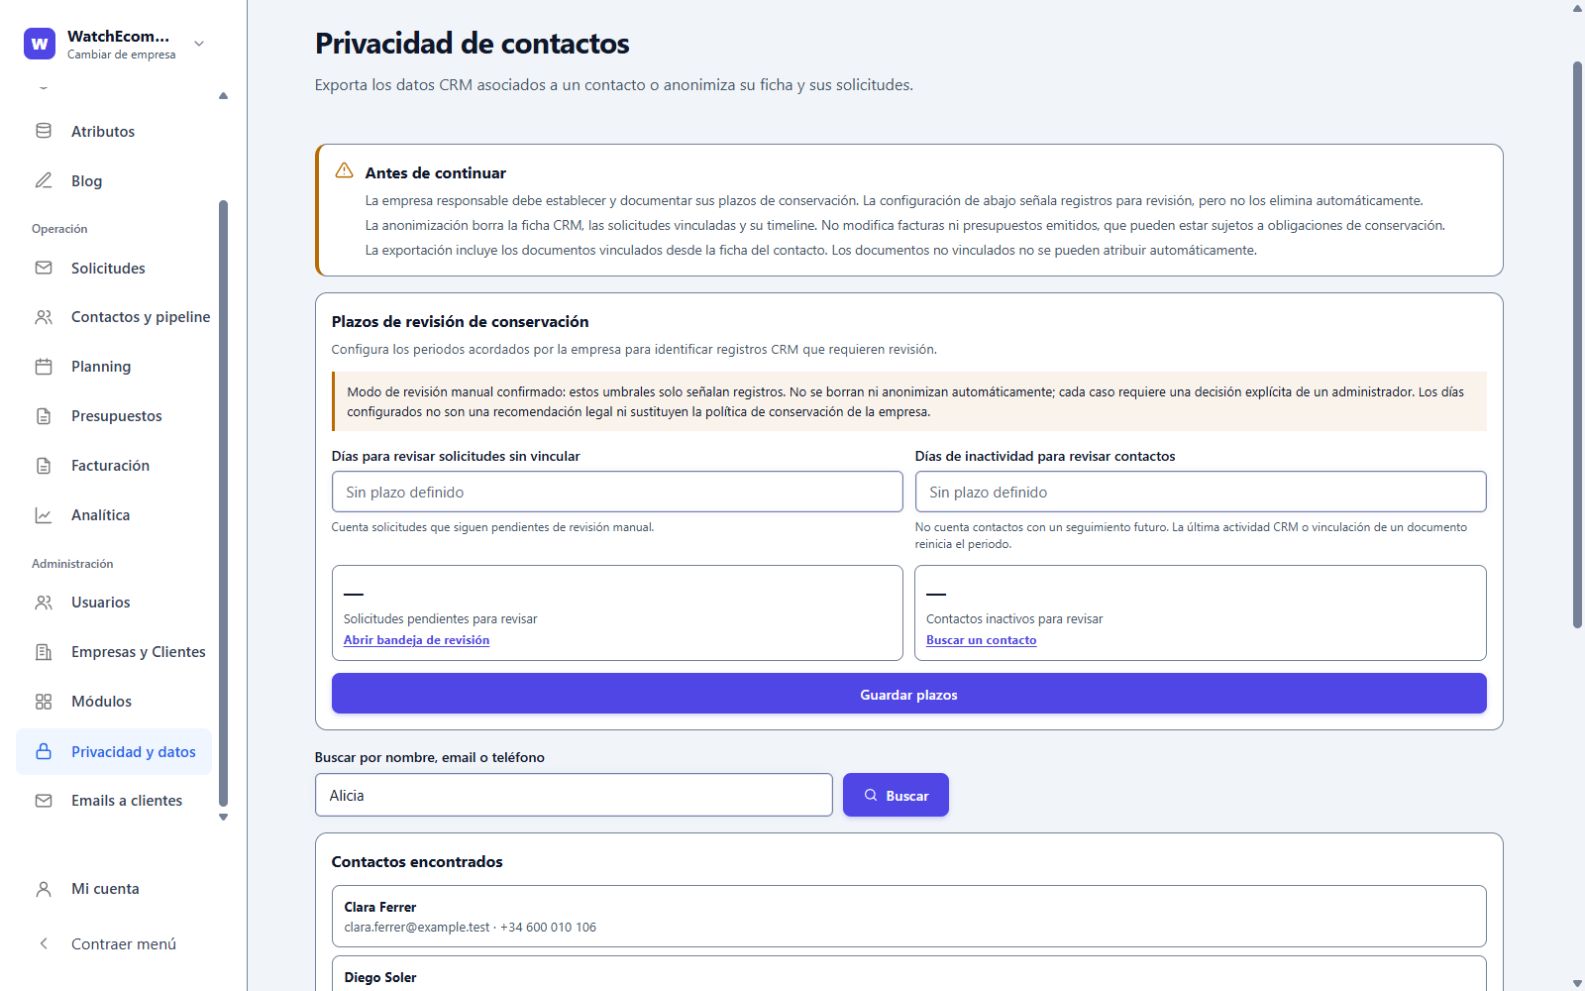 w
WatchEcom...
Cambiar de empresa
Atributos
Blog
Operación
Solicitudes
Contactos y pipeline
Planning
Presupuestos
Facturación
Analítica
Administración
Usuarios
Empresas y Clientes
Módulos
Privacidad y datos
Emails a clientes
Mi cuenta
Contraer menú
Privacidad de contactos
Exporta los datos CRM asociados a un contacto o anonimiza su ficha y sus solicitudes.
Antes de continuar
La empresa responsable debe establecer y documentar sus plazos de conservación. La configuración de abajo señala registros para revisión, pero no los elimina automáticamente.
La anonimización borra la ficha CRM, las solicitudes vinculadas y su timeline. No modifica facturas ni presupuestos emitidos, que pueden estar sujetos a obligaciones de conservación.
La exportación incluye los documentos vinculados desde la ficha del contacto. Los documentos no vinculados no se pueden atribuir automáticamente.
Plazos de revisión de conservación
Configura los periodos acordados por la empresa para identificar registros CRM que requieren revisión.
Modo de revisión manual confirmado: estos umbrales solo señalan registros. No se borran ni anonimizan automáticamente; cada caso requiere una decisión explícita de un administrador. Los días
configurados no son una recomendación legal ni sustituyen la política de conservación de la empresa.
Días para revisar solicitudes sin vincular
Sin plazo definido
Cuenta solicitudes que siguen pendientes de revisión manual.
Días de inactividad para revisar contactos
Sin plazo definido
No cuenta contactos con un seguimiento futuro. La última actividad CRM o vinculación de un documento
reinicia el periodo.
—
Solicitudes pendientes para revisar
Abrir bandeja de revisión
—
Contactos inactivos para revisar
Buscar un contacto
Guardar plazos
Buscar por nombre, email o teléfono
Alicia
Buscar
Contactos encontrados
Clara Ferrer
clara.ferrer@example.test · +34 600 010 106
Diego Soler